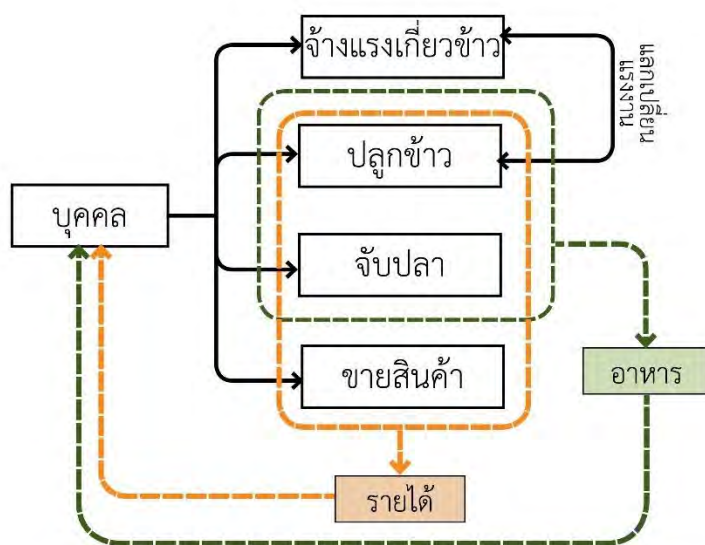 จ้างแรงเกี่ยวข้าว
แลกเปลี่ยน
แรงงาน
ปลูกข้าว
บุคคล
จับปลา
ขายสินค้า
อาหาร
รายได้